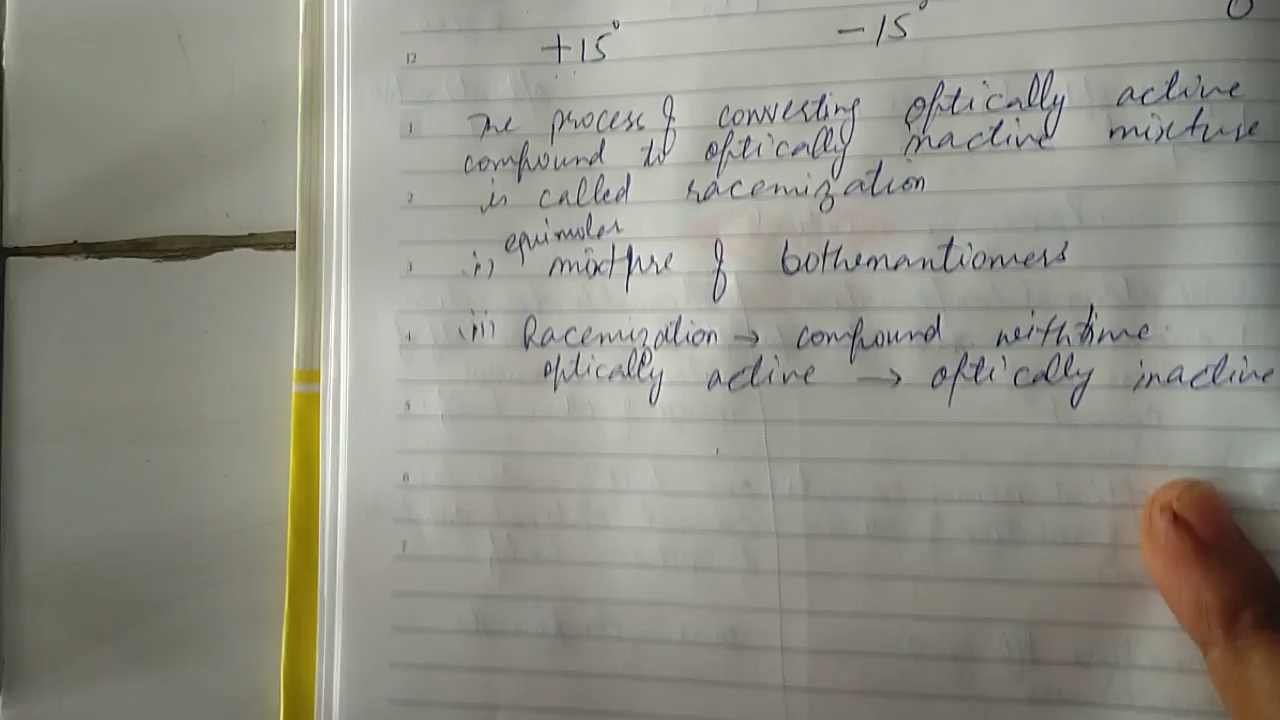 +15° -15° 0
The process of converting optically active
compound to optically inactive mixture
is called racemization
equimolar
i) mixture of both enantiomers
iii) Racemization → compound with time
optically active → optically inactive